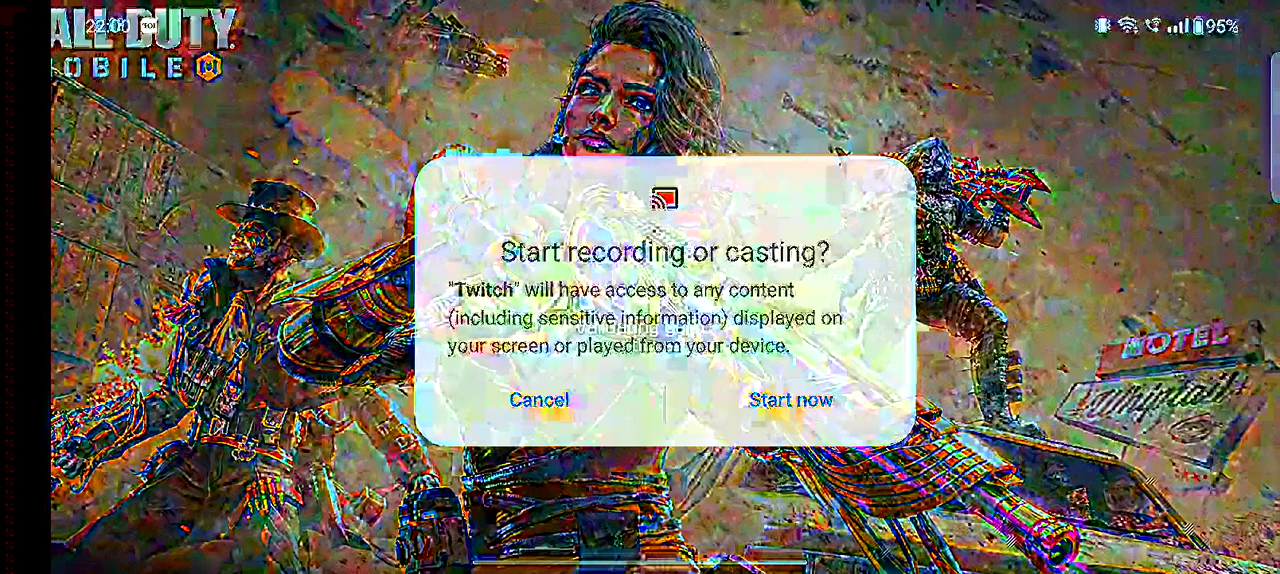 22:00
95%
ALL DUTY.
OBILE
Start recording or casting?
"Twitch" will have access to any content
(including sensitive information) displayed on
your screen or played from your device.
Cancel
Start now
MOTEL